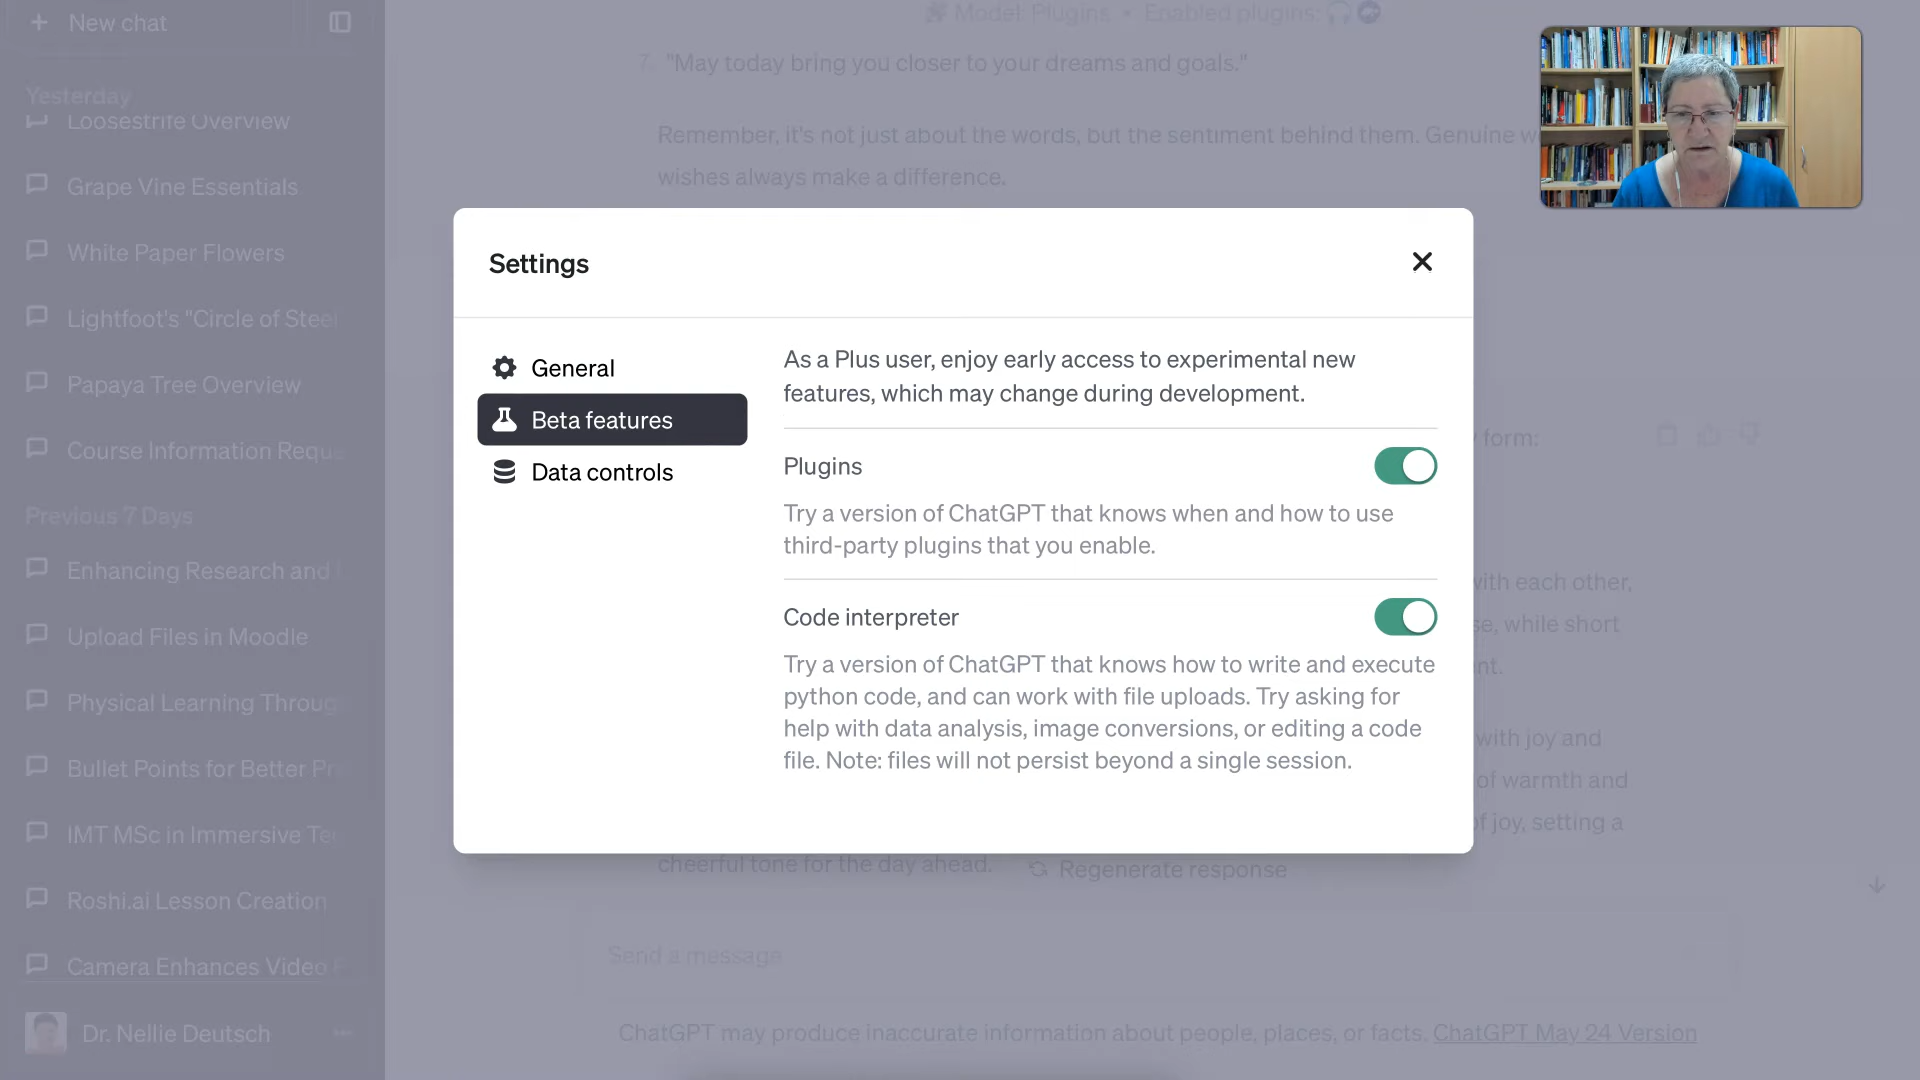 New chat
Yesterday
Loosestrife Overview
Grape Vine Essentials
White Paper Flowers
Lightfoot's "Circle of Steel
Papaya Tree Overview
Course Information Reque
Previous 7 Days
Enhancing Research and
Upload Files in Moodle
Physical Learning Throug
Bullet Points for Better Pr
IMT MSc in Immersive Te
Roshi.ai Lesson Creation
Camera Enhances Video
Dr. Nellie Deutsch
Model: Plugins • Enabled plugins:
7. "May today bring you closer to your dreams and goals."
Remember, it's not just about the words, but the sentiment behind them. Genuine
wishes always make a difference.
Settings
General
Beta features
Data controls
As a Plus user, enjoy early access to experimental new
features, which may change during development.
Plugins
Try a version of ChatGPT that knows when and how to use
third-party plugins that you enable.
Code interpreter
Try a version of ChatGPT that knows how to write and execute
python code, and can work with file uploads. Try asking for
help with data analysis, image conversions, or editing a code
file. Note: files will not persist beyond a single session.
form:
with each other,
se, while short
nt.
with joy and
of warmth and
of joy, setting a
cheerful tone for the day ahead.
Regenerate response
Send a message
ChatGPT may produce inaccurate information about people, places, or facts. ChatGPT May 24 Version